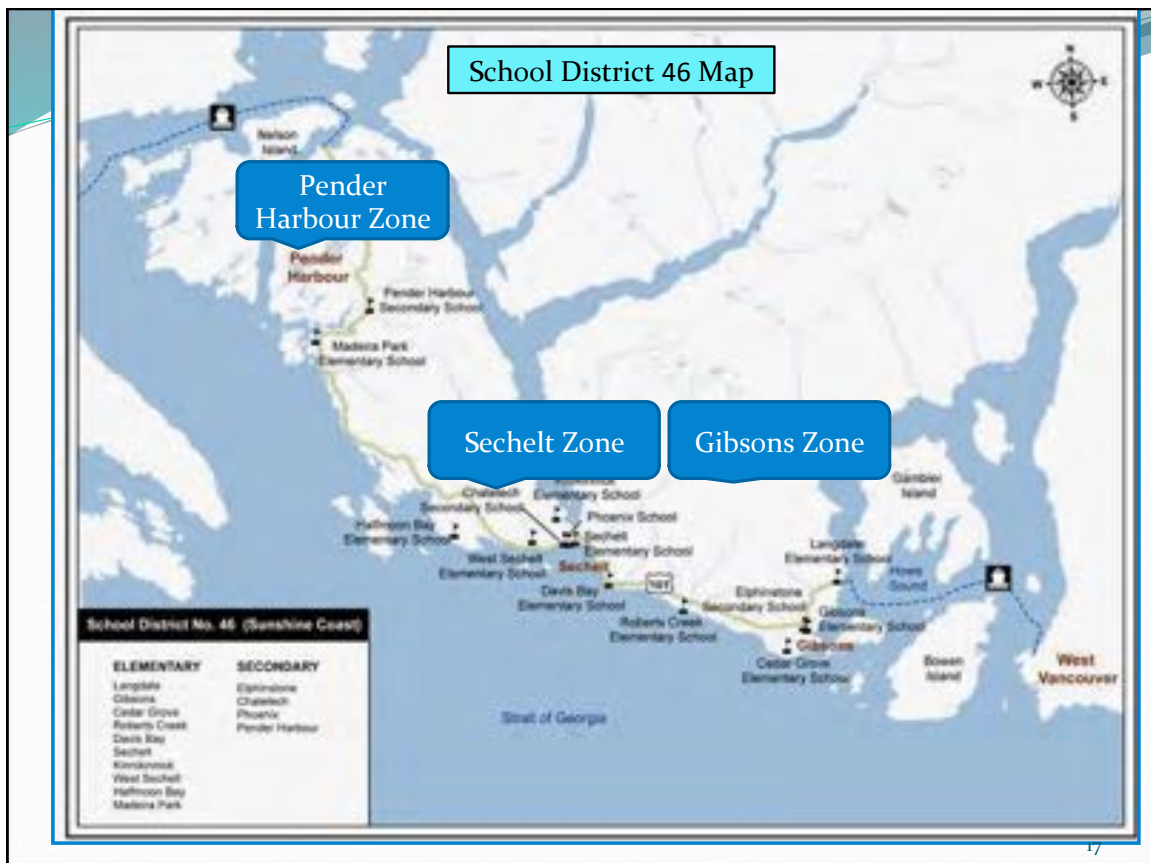 School District 46 Map
N
W
E
S
Nelson
Island
Pender
Harbour Zone
Pender
Harbour
Pender Harbour
Secondary School
Madeira Park
Elementary School
Sechelt Zone
Gibsons Zone
Gambier
Island
Chatelech
Secondary School
Elementary School
Phoenix School
Halfmoon Bay
Elementary School
Sechelt
Elementary School
West Sechelt
Elementary School
Sechelt
Langdale
Elementary School
Howe
Sound
Davis Bay
Elementary School
101
Elphinstone
Secondary School
Roberts Creek
Elementary School
Gibsons
Elementary School
Gibsons
Cedar Grove
Elementary School
Bowen
Island
West
Vancouver
Strait of Georgia
School District No. 46 (Sunshine Coast)
ELEMENTARY
Langdale
Gibsons
Cedar Grove
Roberts Creek
Davis Bay
Sechelt
Kinnikinnick
West Sechelt
Halfmoon Bay
Madeira Park
SECONDARY
Elphinstone
Chatelech
Phoenix
Pender Harbour
17